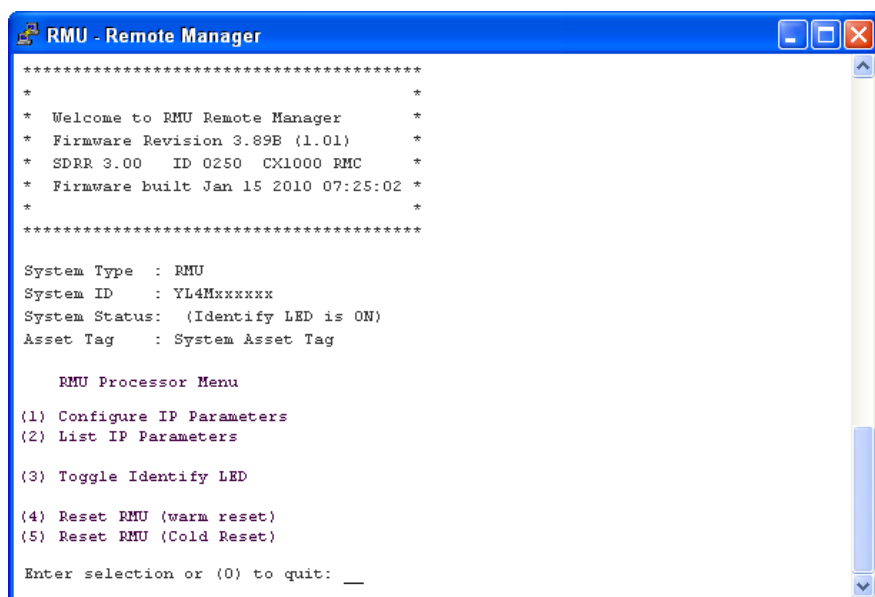 RMU - Remote Manager
****************************************
* *
* Welcome to RMU Remote Manager *
* Firmware Revision 3.89B (1.01) *
* SDRR 3.00 ID 0250 CX1000 RMC *
* Firmware built Jan 15 2010 07:25:02 *
* *
****************************************
System Type : RMU
System ID : YL4Mxxxxxx
System Status: (Identify LED is ON)
Asset Tag : System Asset Tag
RMU Processor Menu
(1) Configure IP Parameters
(2) List IP Parameters
(3) Toggle Identify LED
(4) Reset RMU (warm reset)
(5) Reset RMU (Cold Reset)
Enter selection or (0) to quit: __